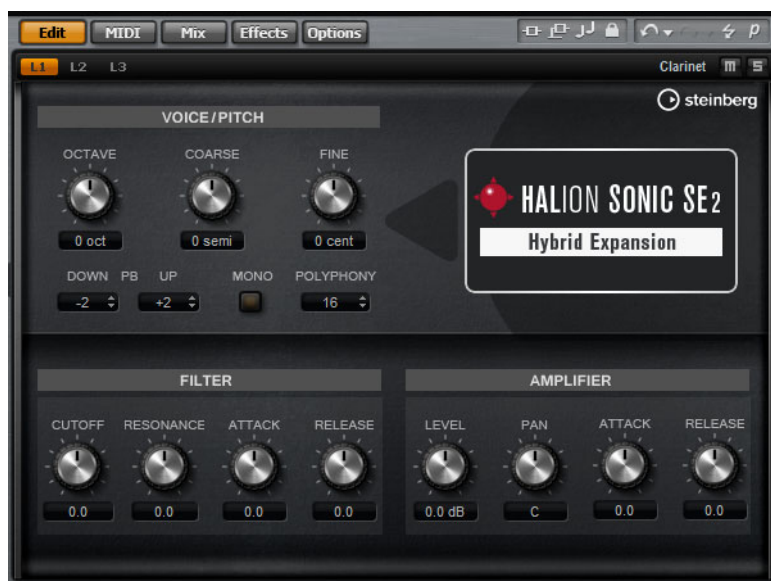 Edit MIDI Mix Effects Options
L1 L2 L3 Clarinet m s
steinberg
VOICE/PITCH
OCTAVE COARSE FINE
0 oct 0 semi 0 cent
HALION SONIC SE2
Hybrid Expansion
DOWN PB UP MONO POLYPHONY
-2 +2 16
FILTER AMPLIFIER
CUTOFF RESONANCE ATTACK RELEASE LEVEL PAN ATTACK RELEASE
0.0 0.0 0.0 0.0 0.0 dB C 0.0 0.0